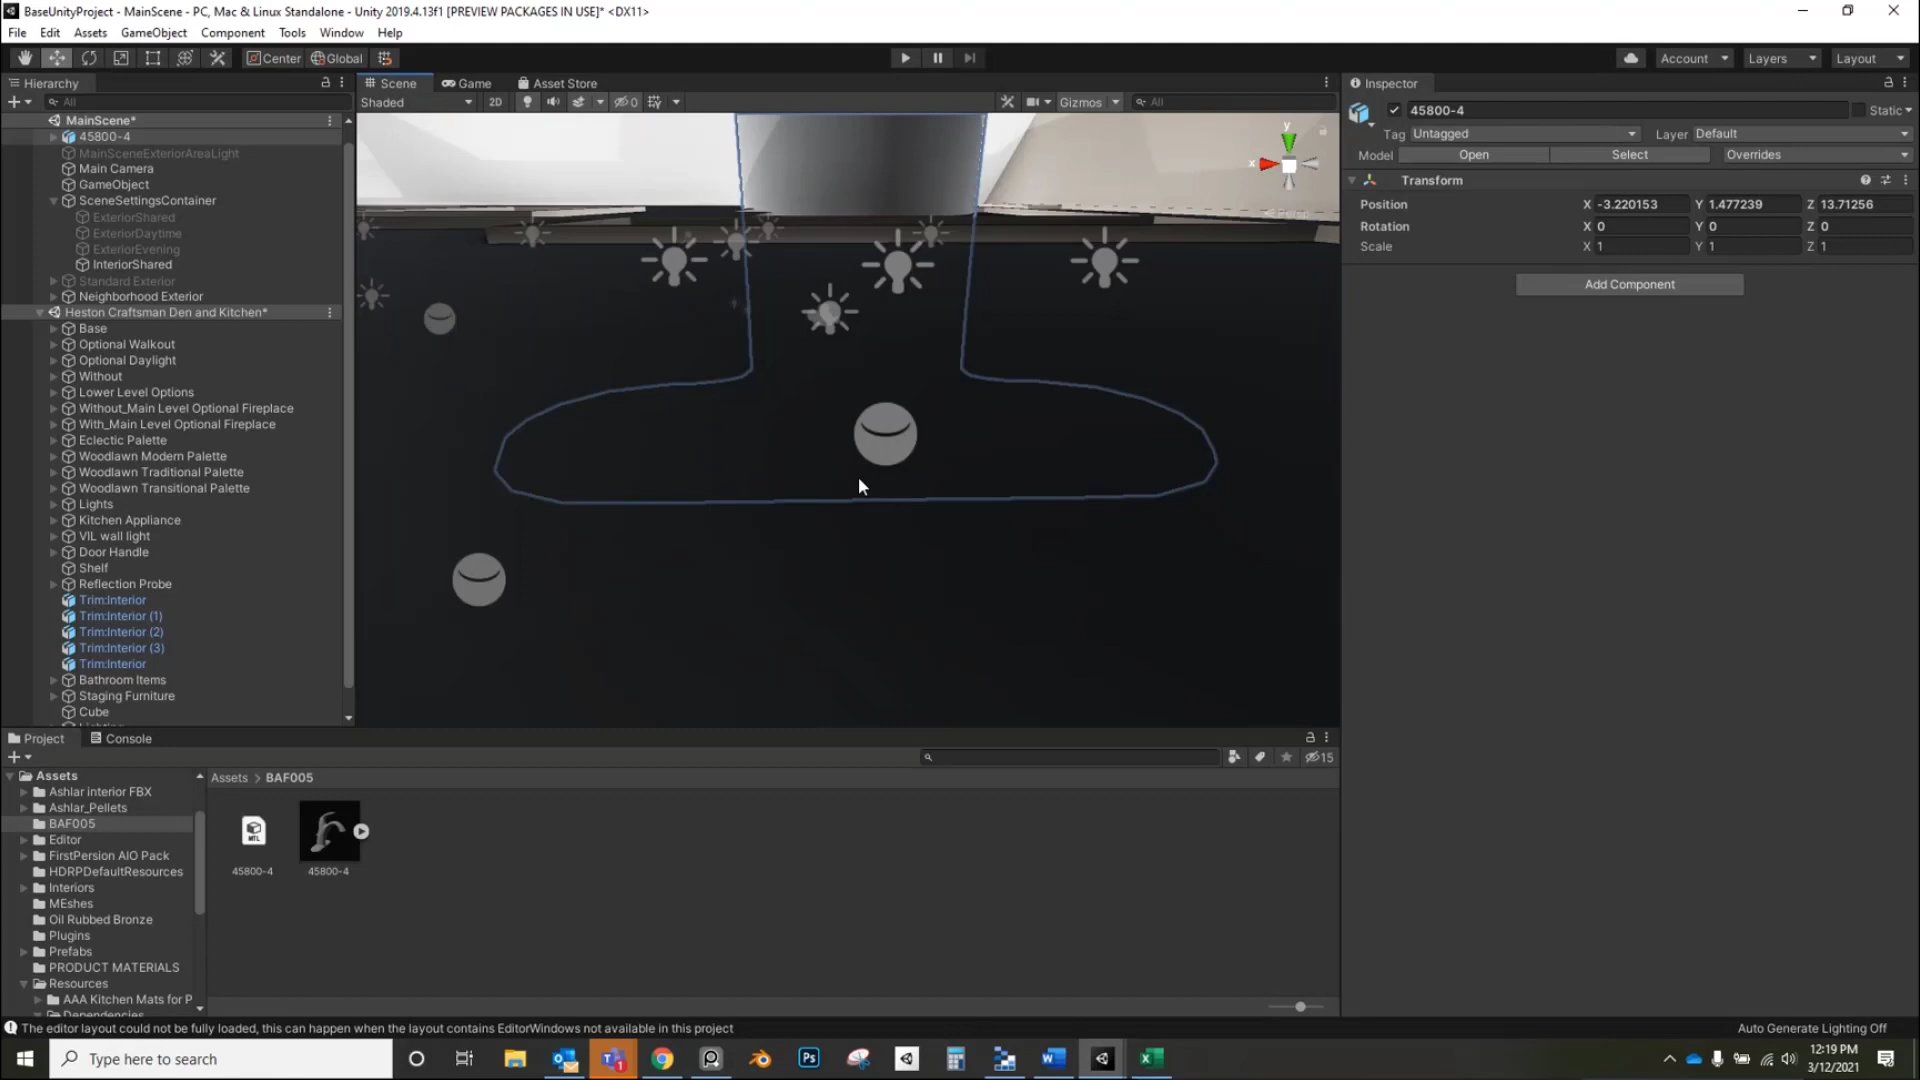 BaseUnityProject - MainScene - PC, Mac & Linux Standalone - Unity 2019.4.13f1 [PREVIEW PACKAGES IN USE]* <DX11>
File Edit Assets GameObject Component Tools Window Help
Center Global Account Layers Layout
Hierarchy
All
MainScene*
45800-4
MainSceneExteriorAreaLight
Main Camera
GameObject
SceneSettingsContainer
ExteriorShared
ExteriorDaytime
ExteriorEvening
InteriorShared
Standard Exterior
Neighborhood Exterior
Heston Craftsman Den and Kitchen*
Base
Optional Walkout
Optional Daylight
Without
Lower Level Options
Without_Main Level Optional Fireplace
With_Main Level Optional Fireplace
Eclectic Palette
Woodlawn Modern Palette
Woodlawn Traditional Palette
Woodlawn Transitional Palette
Lights
Kitchen Appliance
VIL wall light
Door Handle
Shelf
Reflection Probe
Trim:Interior
Trim:Interior (1)
Trim:Interior (2)
Trim:Interior (3)
Trim:Interior
Bathroom Items
Staging Furniture
Cube
Scene Game Asset Store
Shaded 2D 0 Gizmos All
y
x
Inspector
45800-4 Static
Tag Untagged Layer Default
Model Open Select Overrides
Transform
Position X -3.220153 Y 1.477239 Z 13.71256
Rotation X 0 Y 0 Z 0
Scale X 1 Y 1 Z 1
Add Component
Project Console
15
Assets
Ashlar interior FBX
Ashlar_Pellets
BAF005
Editor
FirstPersion AIO Pack
HDRPDefaultResources
Interiors
MEshes
Oil Rubbed Bronze
Plugins
Prefabs
PRODUCT MATERIALS
Resources
AAA Kitchen Mats for P
Dependencies
Assets > BAF005
MTL
45800-4 45800-4
The editor layout could not be fully loaded, this can happen when the layout contains EditorWindows not available in this project
Auto Generate Lighting Off
Type here to search
Ps
12:19 PM
3/12/2021